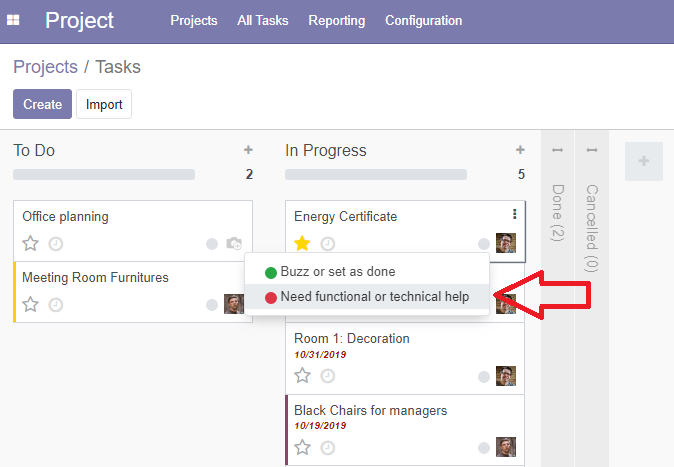 Project
Projects
All Tasks
Reporting
Configuration
Projects / Tasks
Create
Import
To Do
2
Office planning
Meeting Room Furnitures
In Progress
5
Energy Certificate
Buzz or set as done
Need functional or technical help
Room 1: Decoration
10/31/2019
Black Chairs for managers
10/19/2019
Done (2)
Cancelled (0)